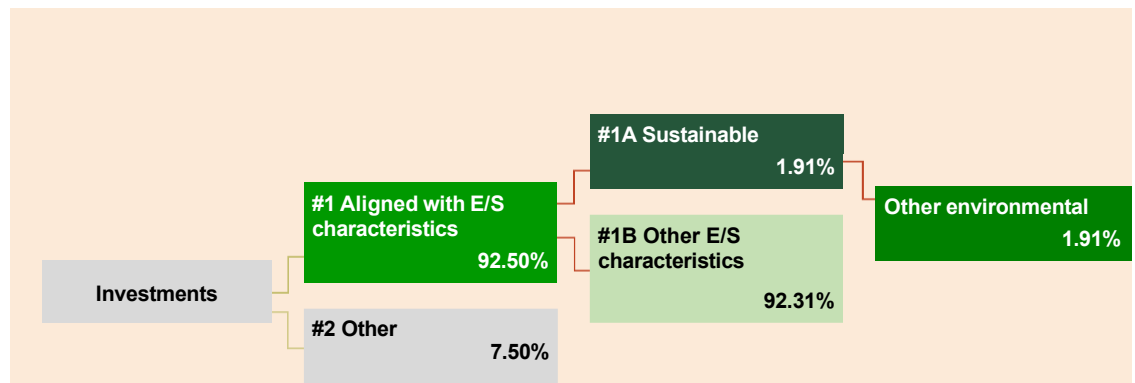 Investments
#1 Aligned with E/S
characteristics
92.50%
#2 Other
7.50%
#1A Sustainable
1.91%
#1B Other E/S
characteristics
92.31%
Other environmental
1.91%